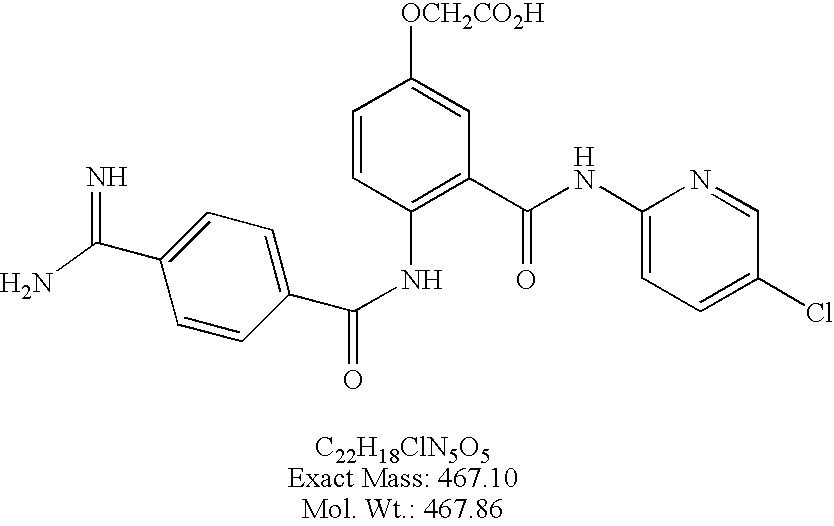 OCH₂CO₂H
NH
H₂N
NH
O
O
H
N
N
Cl
C₂₂H₁₈ClN₅O₅
Exact Mass: 467.10
Mol. Wt.: 467.86